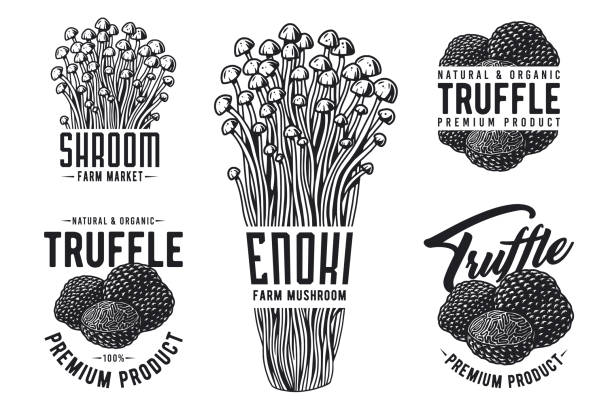 SHROOM
FARM MARKET
ENOKI
FARM MUSHROOM
NATURAL & ORGANIC
TRUFFLE
PREMIUM PRODUCT
NATURAL & ORGANIC
TRUFFLE
100%
PREMIUM PRODUCT
Truffle
PREMIUM PRODUCT